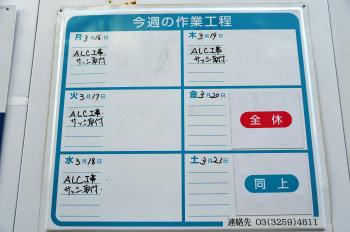 今週の作業工程
月 3月16日
ALC工事
サッシ取付
火 3月17日
ALC工事
サッシ取付
水 3月18日
ALC工事
サッシ取付
木 3月19日
ALC工事
サッシ取付
金 3月20日
全休
土 3月21日
同上
連絡先 03(3259)4611